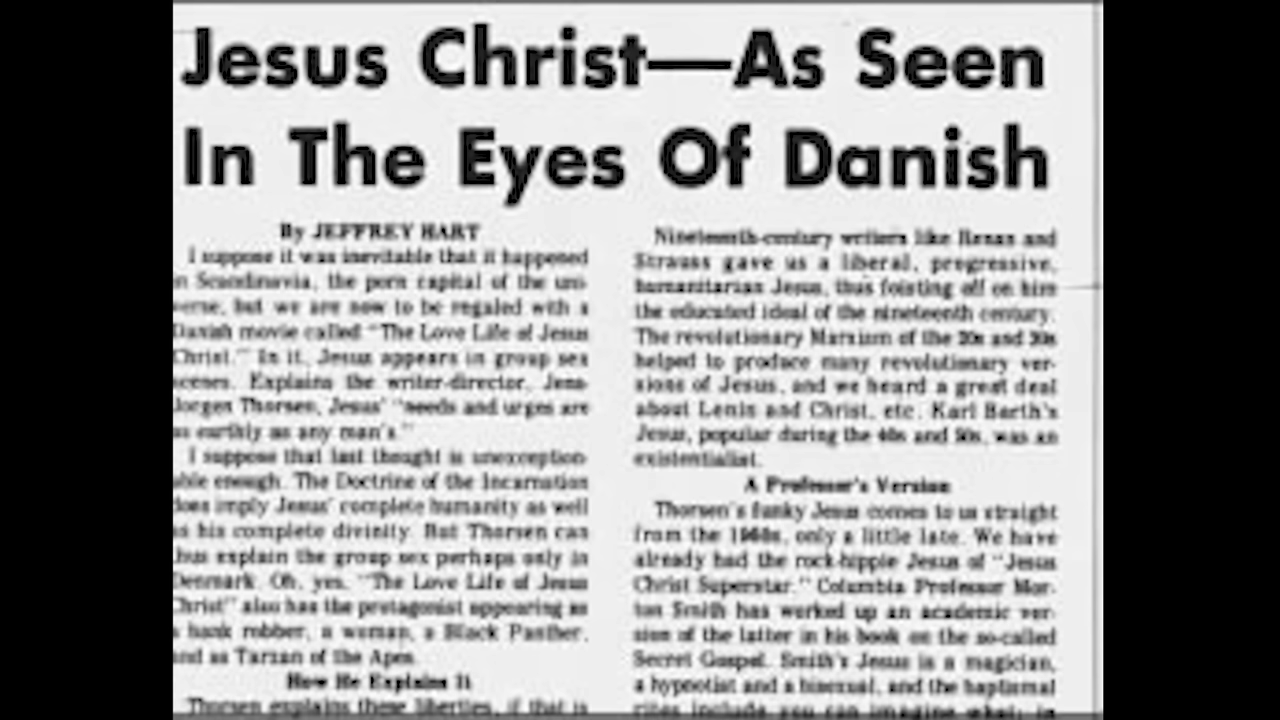 Jesus Christ—As Seen
In The Eyes Of Danish
By JEFFREY HART
I suppose it was inevitable that it happened
n Scandinavia, the porn capital of the uni-
verse, but we are now to be regaled with a
Danish movie called "The Love Life of Jesus
Christ." In it, Jesus appears in group sex
scenes. Explains the writer-director, Jens-
Jorgen Thorsen, Jesus' "needs and urges are
as earthly as any man's."
I suppose that last thought is unexception-
able enough. The Doctrine of the Incarnation
does imply Jesus' complete humanity as well
as his complete divinity. But Thorsen can
thus explain the group sex perhaps only in
Denmark. Oh, yes, "The Love Life of Jesus
Christ" also has the protagonist appearing as
a bank robber, a woman, a Black Panther,
and as Tarzan of the Apes.
How He Explains It
Thorsen explains these liberties, if that is
Nineteenth-century writers like Renan and
Strauss gave us a liberal, progressive,
humanitarian Jesus, thus foisting off on him
the educated ideal of the nineteenth century.
The revolutionary Marxism of the 20s and 30s
helped to produce many revolutionary ver-
sions of Jesus, and we heard a great deal
about Lenin and Christ, etc. Karl Barth's
Jesus, popular during the 40s and 50s, was an
existentialist.
A Professor's Version
Thorsen's funky Jesus comes to us straight
from the 1960s, only a little late. We have
already had the rock-hippie Jesus of "Jesus
Christ Superstar." Columbia Professor Mor-
ton Smith has worked up an academic ver-
sion of the latter in his book on the so-called
Secret Gospel. Smith's Jesus is a magician,
a hypnotist and a bisexual, and the baptismal
rites include you can imagine what; in